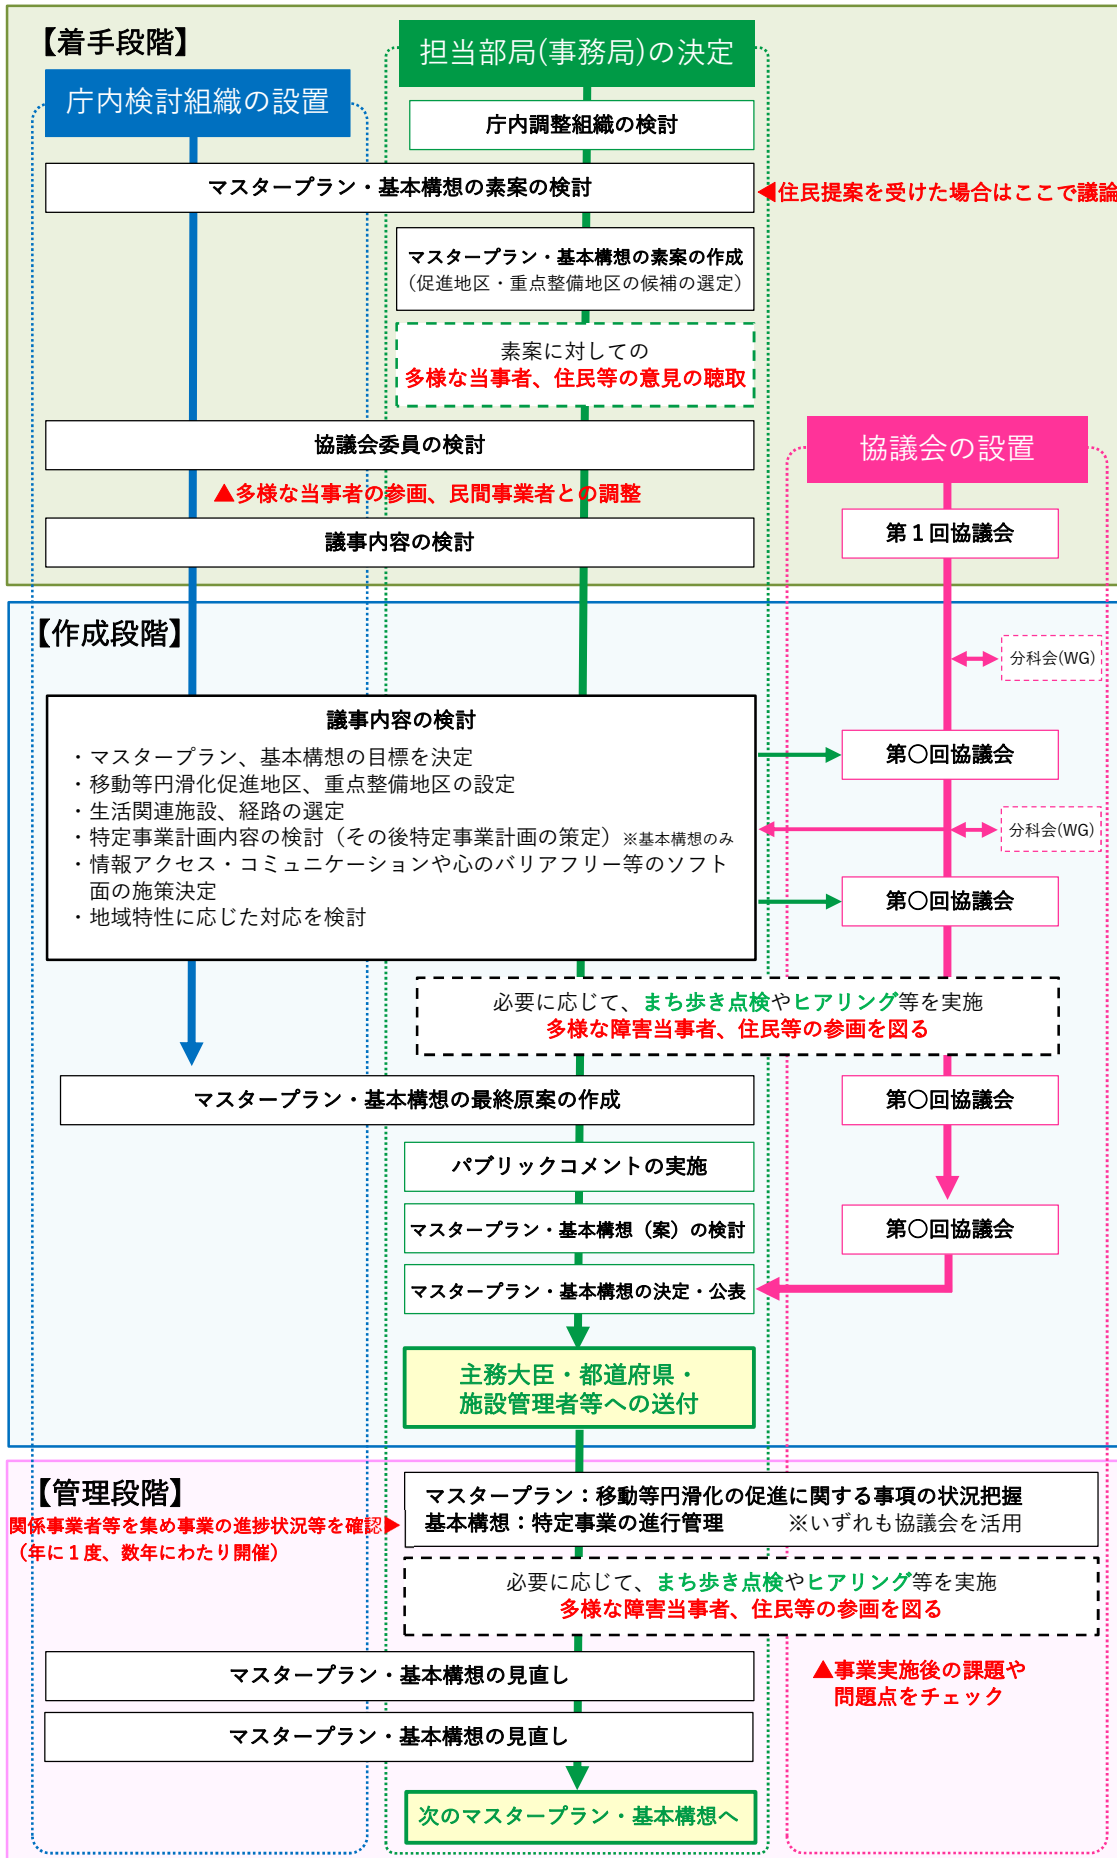 【着手段階】
担当部局(事務局)の決定
庁内検討組織の設置
庁内調整組織の検討
マスタープラン・基本構想の素案の検討
◀住民提案を受けた場合はここで議論
マスタープラン・基本構想の素案の作成
（促進地区・重点整備地区の候補の選定）
素案に対しての
多様な当事者、住民等の意見の聴取
協議会委員の検討
協議会の設置
▲多様な当事者の参画、民間事業者との調整
議事内容の検討
第１回協議会
【作成段階】
分科会(WG)
議事内容の検討
・マスタープラン、基本構想の目標を決定
・移動等円滑化促進地区、重点整備地区の設定
・生活関連施設、経路の選定
・特定事業計画内容の検討（その後特定事業計画の策定）※基本構想のみ
・情報アクセス・コミュニケーションや心のバリアフリー等のソフト
面の施策決定
・地域特性に応じた対応を検討
第〇回協議会
分科会(WG)
第〇回協議会
必要に応じて、まち歩き点検やヒアリング等を実施
多様な障害当事者、住民等の参画を図る
マスタープラン・基本構想の最終原案の作成
第〇回協議会
パブリックコメントの実施
マスタープラン・基本構想（案）の検討
第〇回協議会
マスタープラン・基本構想の決定・公表
主務大臣・都道府県・
施設管理者等への送付
【管理段階】
関係事業者等を集め事業の進捗状況等を確認▶
（年に１度、数年にわたり開催）
マスタープラン：移動等円滑化の促進に関する事項の状況把握
基本構想：特定事業の進行管理　　※いずれも協議会を活用
必要に応じて、まち歩き点検やヒアリング等を実施
多様な障害当事者、住民等の参画を図る
マスタープラン・基本構想の見直し
▲事業実施後の課題や
問題点をチェック
マスタープラン・基本構想の見直し
次のマスタープラン・基本構想へ